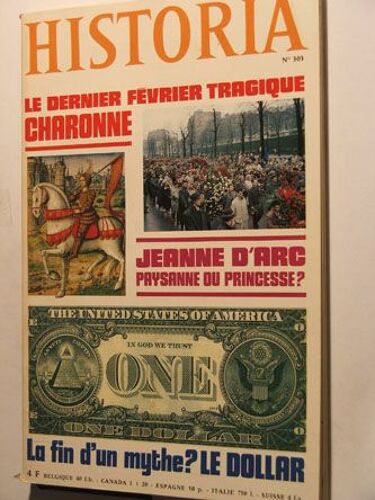 HISTORIA
N° 303
LE DERNIER FÉVRIER TRAGIQUE
CHARONNE
JEANNE D'ARC
PAYSANNE OU PRINCESSE?
THE UNITED STATES OF AMERICA
IN GOD WE TRUST
ONE
ONE DOLLAR
La fin d'un mythe? LE DOLLAR
4 F BELGIQUE 40 F.b. - CANADA 1 $ 20 - ESPAGNE 60 p. - ITALIE 750 l. - SUISSE 4 F.s.